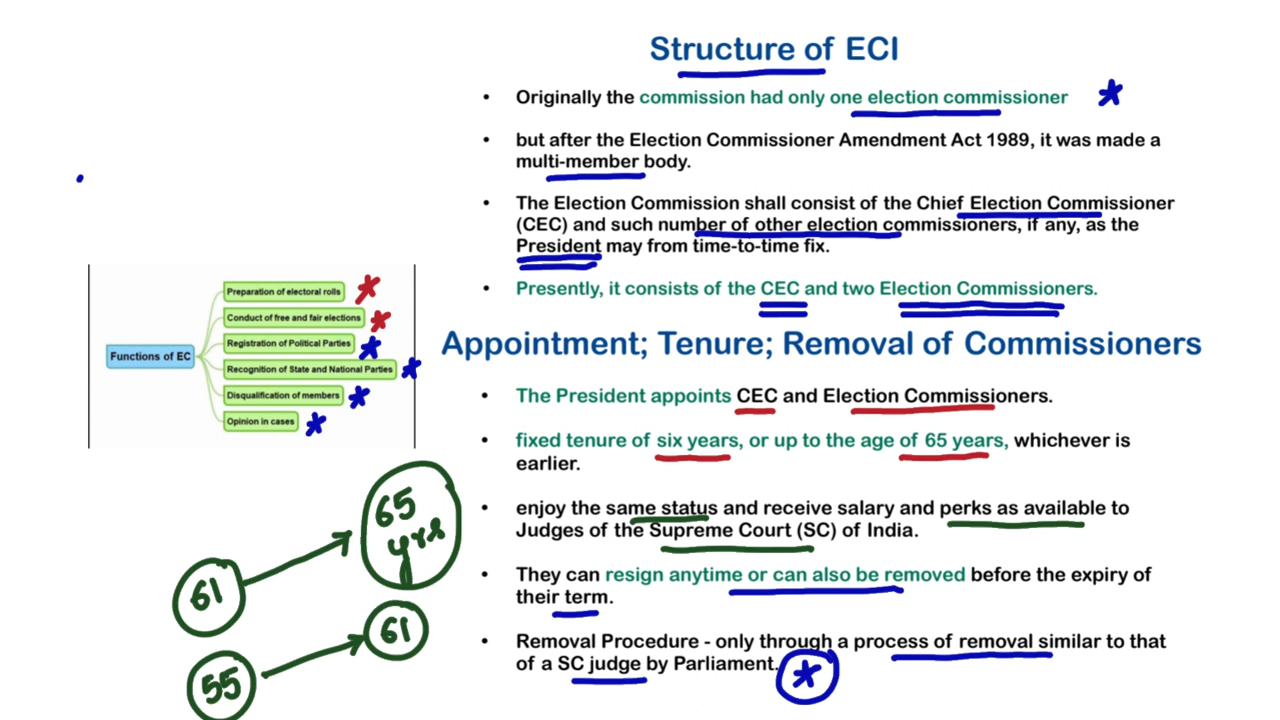 Structure of ECI
• Originally the commission had only one election commissioner
• but after the Election Commissioner Amendment Act 1989, it was made a
multi-member body.
• The Election Commission shall consist of the Chief Election Commissioner
(CEC) and such number of other election commissioners, if any, as the
President may from time-to-time fix.
• Presently, it consists of the CEC and two Election Commissioners.
Functions of EC
Preparation of electoral rolls
Conduct of free and fair elections
Registration of Political Parties
Recognition of State and National Parties
Disqualification of members
Opinion in cases
Appointment; Tenure; Removal of Commissioners
• The President appoints CEC and Election Commissioners.
• fixed tenure of six years, or up to the age of 65 years, whichever is
earlier.
• enjoy the same status and receive salary and perks as available to
Judges of the Supreme Court (SC) of India.
• They can resign anytime or can also be removed before the expiry of
their term.
• Removal Procedure - only through a process of removal similar to that
of a SC judge by Parliament.
65
yrs
61
61
55